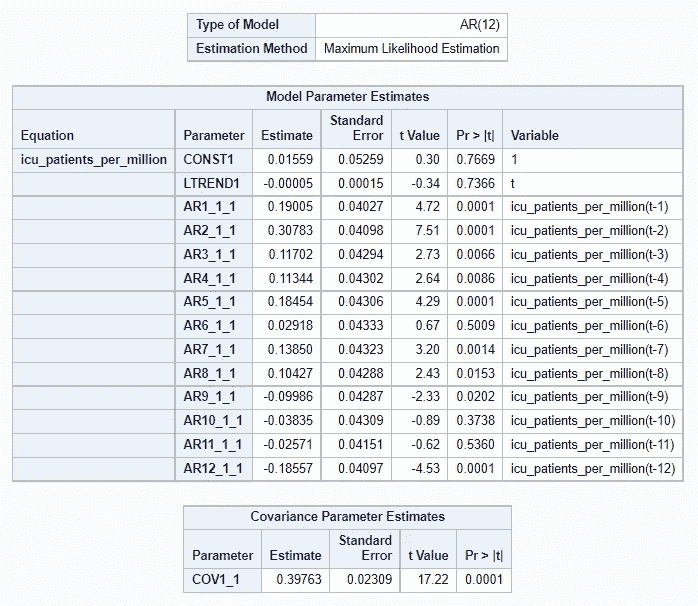 Type of Model AR(12)
Estimation Method Maximum Likelihood Estimation
Model Parameter Estimates
Equation Parameter Estimate Standard Error t Value Pr > |t| Variable
icu_patients_per_million CONST1 0.01559 0.05259 0.30 0.7669 1
LTREND1 -0.00005 0.00015 -0.34 0.7366 t
AR1_1_1 0.19005 0.04027 4.72 0.0001 icu_patients_per_million(t-1)
AR2_1_1 0.30783 0.04098 7.51 0.0001 icu_patients_per_million(t-2)
AR3_1_1 0.11702 0.04294 2.73 0.0066 icu_patients_per_million(t-3)
AR4_1_1 0.11344 0.04302 2.64 0.0086 icu_patients_per_million(t-4)
AR5_1_1 0.18454 0.04306 4.29 0.0001 icu_patients_per_million(t-5)
AR6_1_1 0.02918 0.04333 0.67 0.5009 icu_patients_per_million(t-6)
AR7_1_1 0.13850 0.04323 3.20 0.0014 icu_patients_per_million(t-7)
AR8_1_1 0.10427 0.04288 2.43 0.0153 icu_patients_per_million(t-8)
AR9_1_1 -0.09986 0.04287 -2.33 0.0202 icu_patients_per_million(t-9)
AR10_1_1 -0.03835 0.04309 -0.89 0.3738 icu_patients_per_million(t-10)
AR11_1_1 -0.02571 0.04151 -0.62 0.5360 icu_patients_per_million(t-11)
AR12_1_1 -0.18557 0.04097 -4.53 0.0001 icu_patients_per_million(t-12)
Covariance Parameter Estimates
Parameter Estimate Standard Error t Value Pr > |t|
COV1_1 0.39763 0.02309 17.22 0.0001